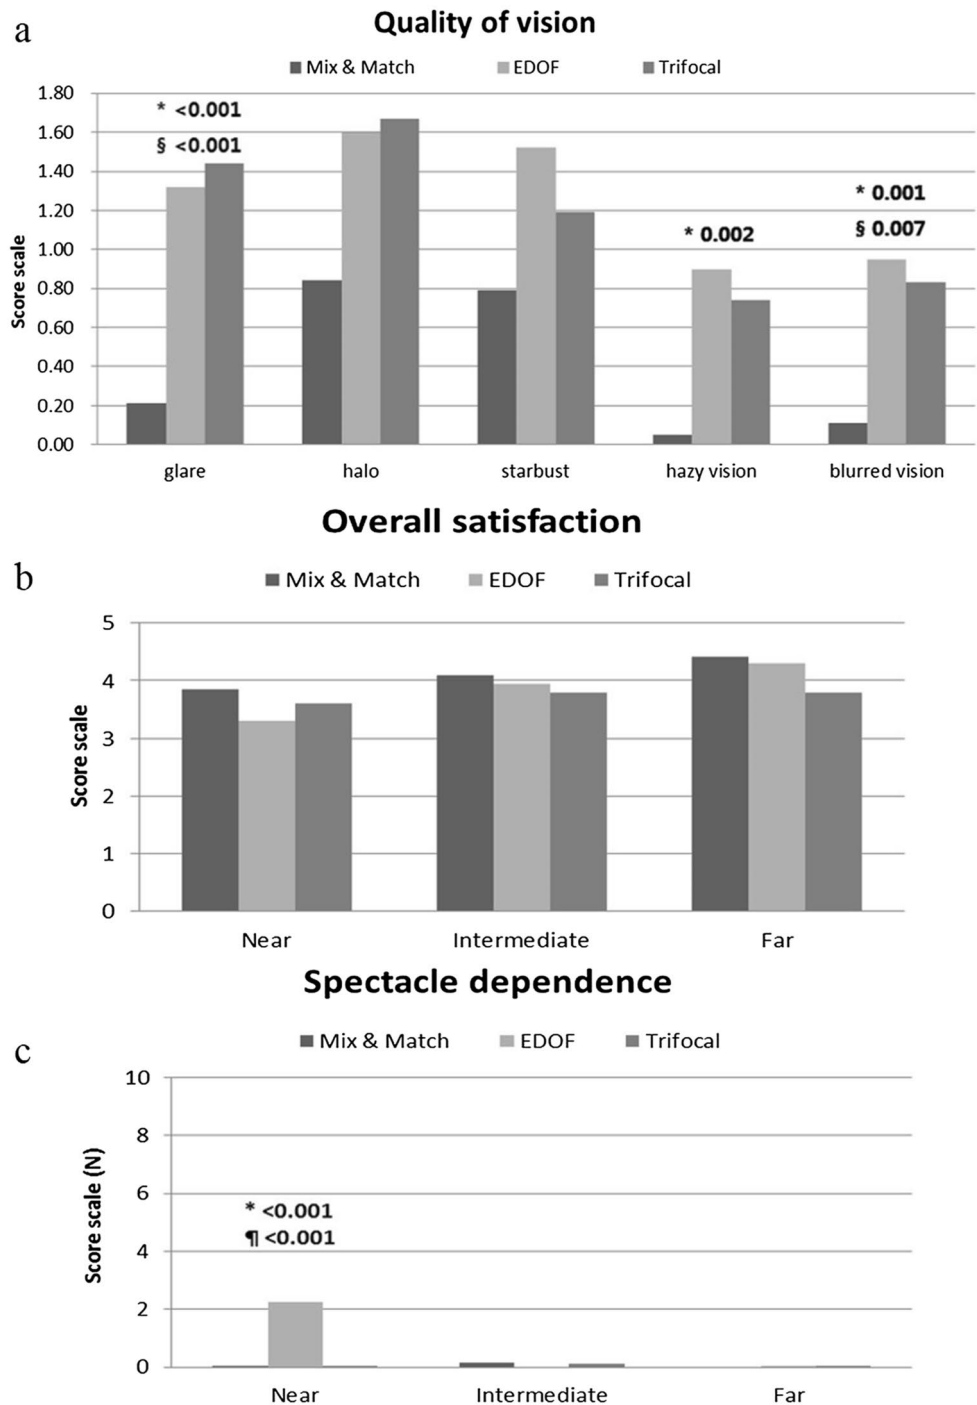 a
Quality of vision
Mix & Match EDOF Trifocal
Score scale
1.80
1.60
1.40
1.20
1.00
0.80
0.60
0.40
0.20
0.00
* <0.001
§ <0.001
* 0.002
* 0.001
§ 0.007
glare halo starbust hazy vision blurred vision
Overall satisfaction
b
Mix & Match EDOF Trifocal
Score scale
5
4
3
2
1
0
Near Intermediate Far
Spectacle dependence
c
Mix & Match EDOF Trifocal
Score scale (N)
10
8
6
4
2
0
* <0.001
¶ <0.001
Near Intermediate Far